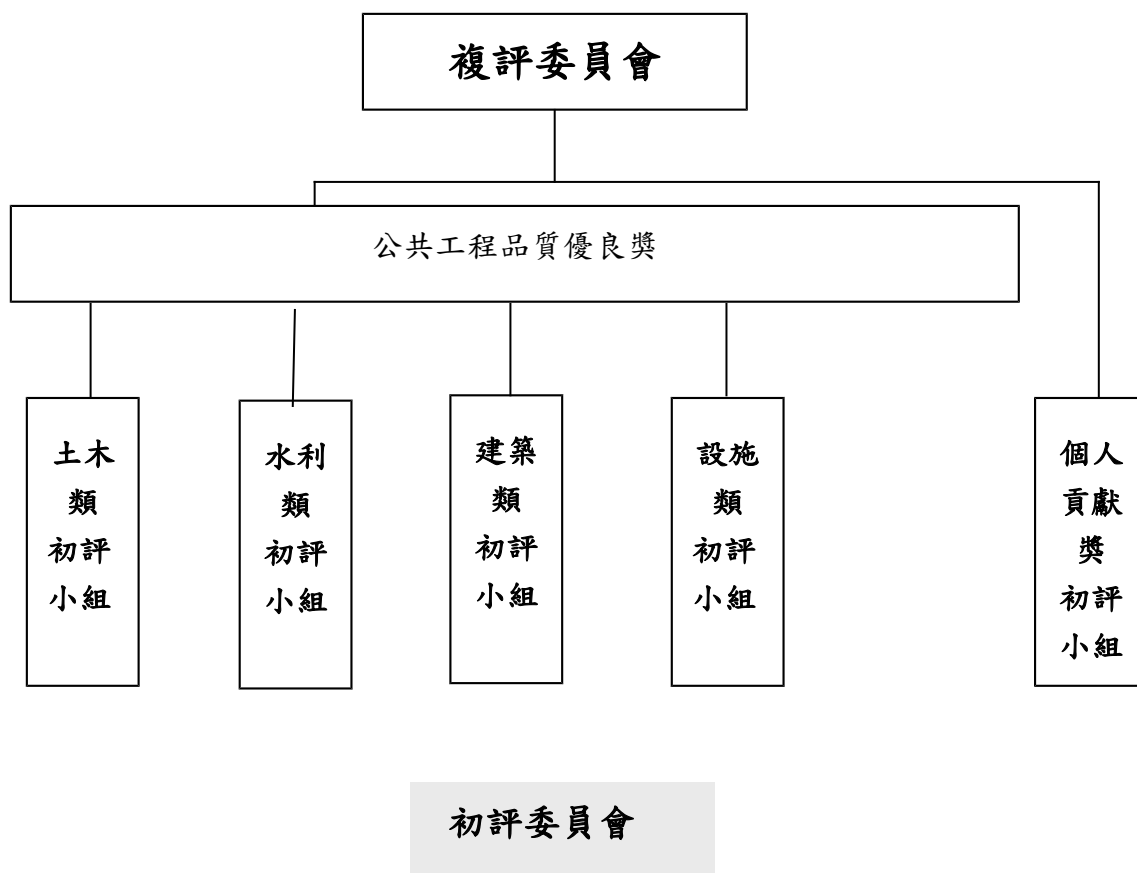 複評委員會
公共工程品質優良獎
土木
類
初評
小組
水利
類
初評
小組
建築
類
初評
小組
設施
類
初評
小組
個人
貢獻
獎
初評
小組
初評委員會